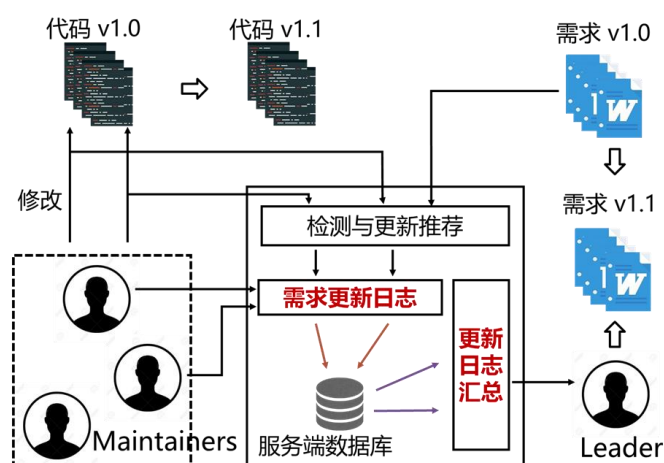 代码 v1.0
代码 v1.1
需求 v1.0
修改
检测与更新推荐
需求 v1.1
需求更新日志
更新
日志
汇总
Maintainers
服务端数据库
Leader
W
W